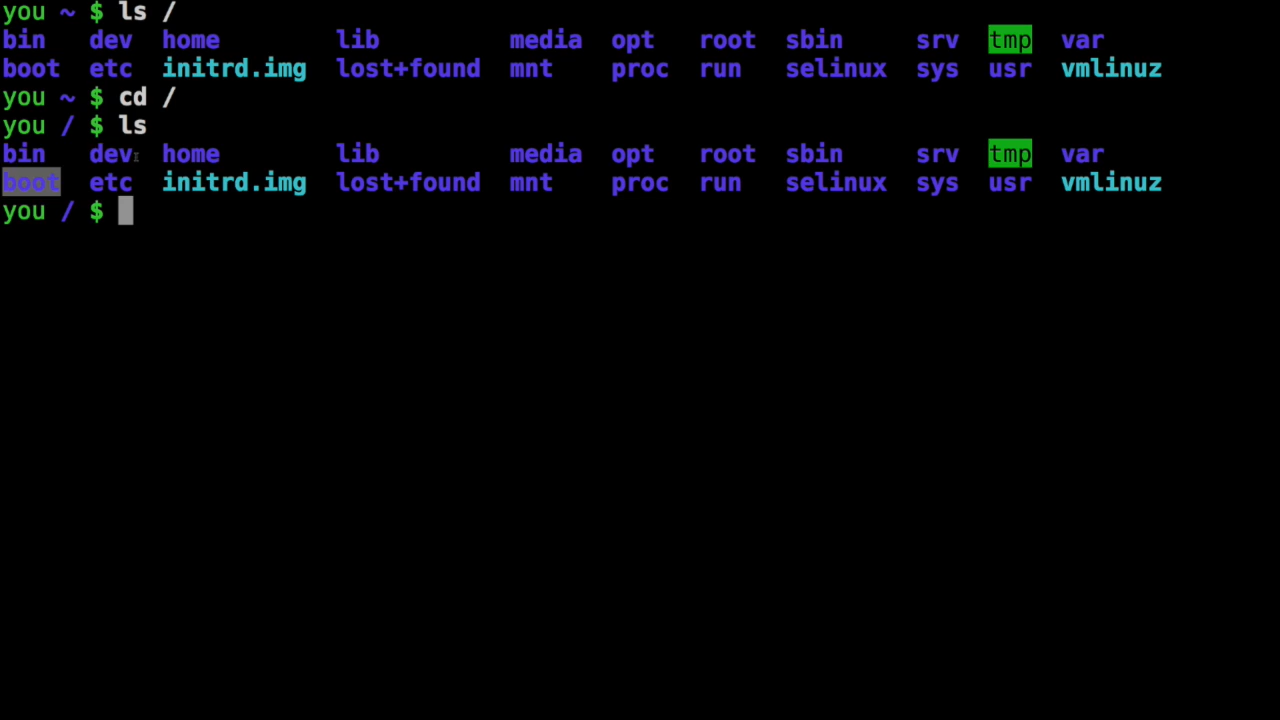 you ~ $ ls /
bin   dev  home        lib         media  opt   root  sbin     srv  tmp  var
boot  etc  initrd.img  lost+found  mnt    proc  run   selinux  sys  usr  vmlinuz
you ~ $ cd /
you / $ ls
bin   dev  home        lib         media  opt   root  sbin     srv  tmp  var
boot  etc  initrd.img  lost+found  mnt    proc  run   selinux  sys  usr  vmlinuz
you / $